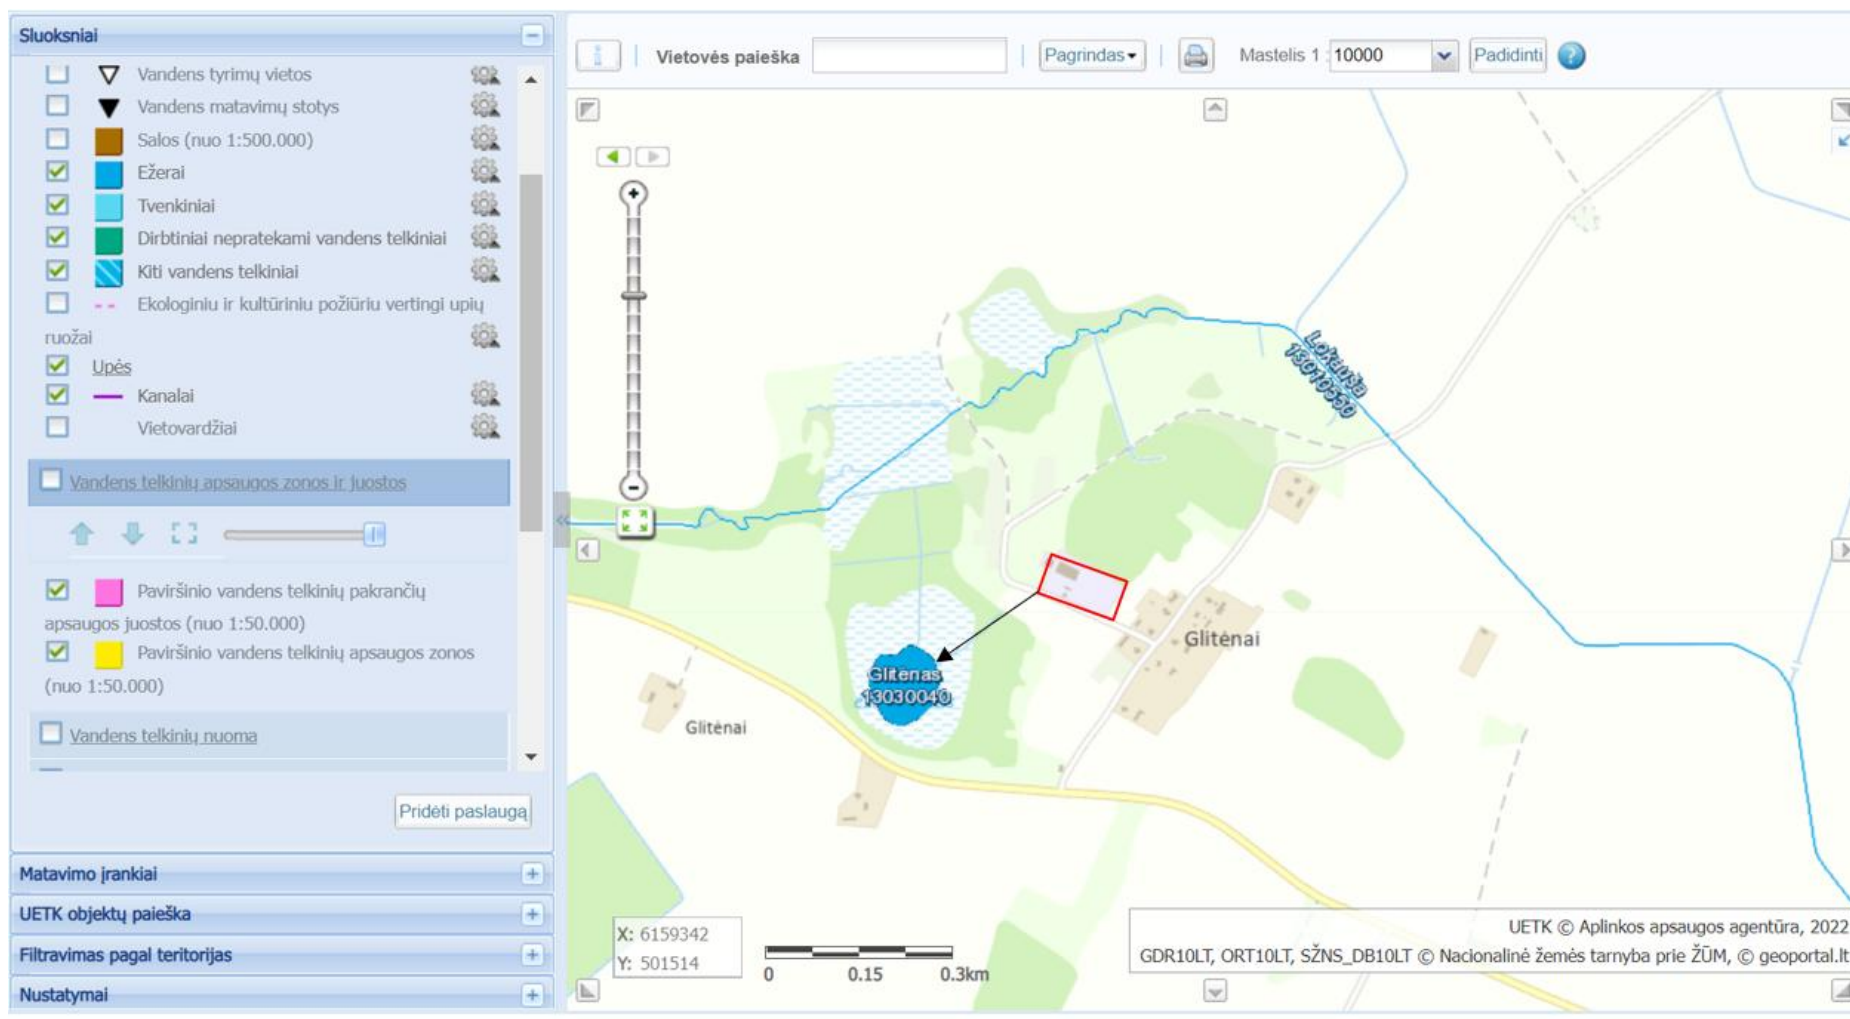 Sluoksniai
Vandens tyrimų vietos
Vandens matavimų stotys
Salos (nuo 1:500.000)
Ežerai
Tvenkiniai
Dirbtiniai nepratekami vandens telkiniai
Kiti vandens telkiniai
Ekologiniu ir kultūriniu požiūriu vertingi upių
ruožai
Upės
Kanalai
Vietovardžiai
Vandens telkinių apsaugos zonos ir juostos
Paviršinio vandens telkinių pakrančių
apsaugos juostos (nuo 1:50.000)
Paviršinio vandens telkinių apsaugos zonos
(nuo 1:50.000)
Vandens telkinių nuoma
Pridėti paslaugą
Matavimo įrankiai
UETK objektų paieška
Filtravimas pagal teritorijas
Nustatymai
Vietovės paieška
Pagrindas
Mastelis 1 : 10000
Padidinti
Lokauša
13010550
Glitėnai
Glitėnas
13030040
Glitėnai
X: 6159342
Y: 501514
0 0.15 0.3km
UETK © Aplinkos apsaugos agentūra, 2022
GDR10LT, ORT10LT, SŽNS_DB10LT © Nacionalinė žemės tarnyba prie ŽŪM, © geoportal.lt